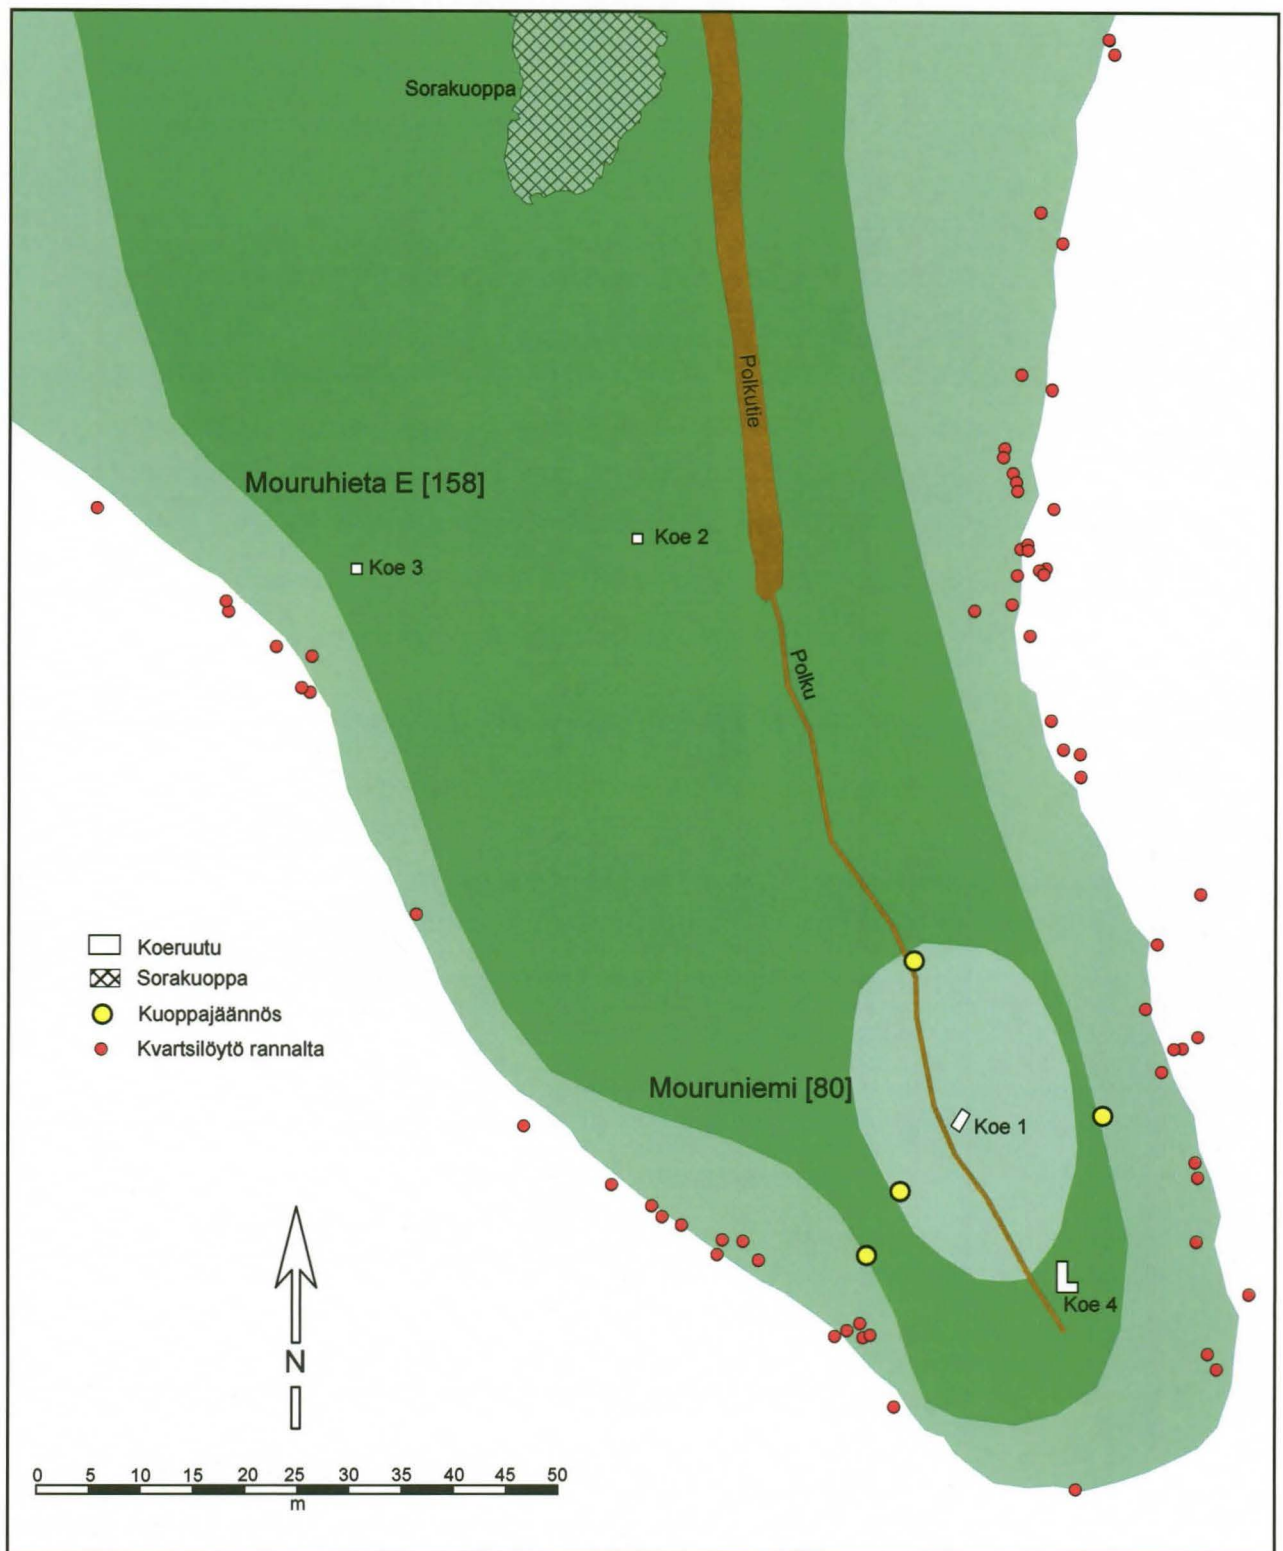 Sorakuoppa
Polkutie
Mouruhieta E [158]
Koe 2
Koe 3
Polku
Koeruutu
Sorakuoppa
Kuoppajäännös
Kvartsilöytö rannalta
Mouruniemi [80]
Koe 1
Koe 4
N
0 5 10 15 20 25 30 35 40 45 50
m